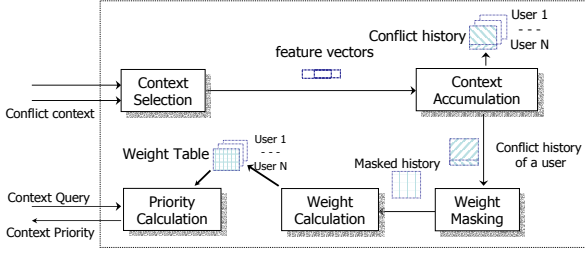 User 1
Conflict history
- - -
User N
feature vectors
Context
Selection
Context
Accumulation
Conflict context
User 1
- - -
User N
Weight Table
Masked history
Conflict history
of a user
Context Query
Priority
Calculation
Weight
Calculation
Weight
Masking
Context Priority